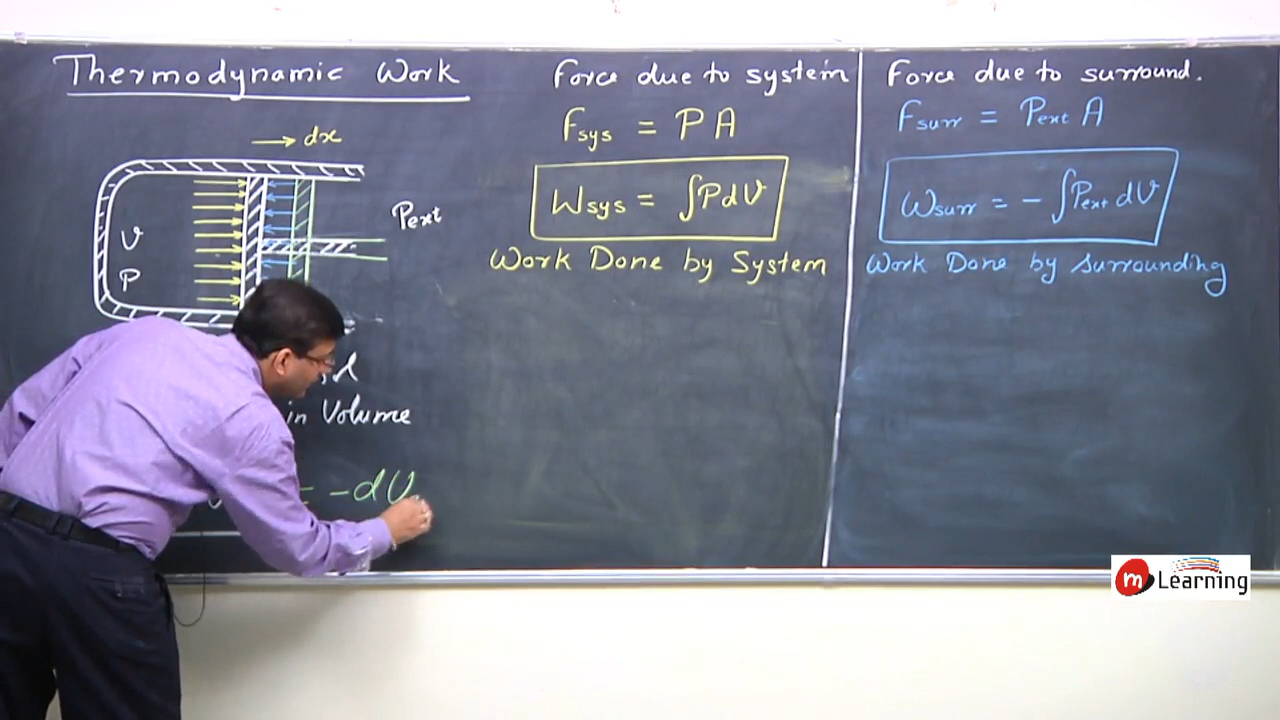 Thermodynamic Work
dx
V
P
Pext
in Volume
= -dV
Force due to system
Fsys = PA
Wsys = ∫PdV
Work Done by System
Force due to surround.
Fsurr = Pext A
Wsurr = - ∫Pext dV
Work Done by Surrounding
m Learning